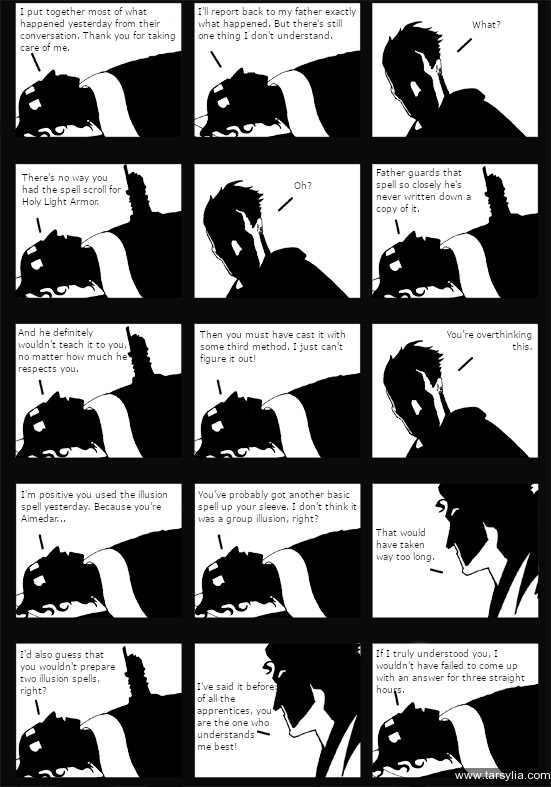 I put together most of what
happened yesterday from their
conversation. Thank you for taking
care of me.
I'll report back to my father exactly
what happened. But there's still
one thing I don't understand.
What?
There's no way you
had the spell scroll for
Holy Light Armor.
Oh?
Father guards that
spell so closely he's
never written down a
copy of it.
And he definitely
wouldn't teach it to you,
no matter how much he
respects you.
Then you must have cast it with
some third method. I just can't
figure it out!
You're overthinking
this.
I'm positive you used the illusion
spell yesterday. Because you're
Aimedar...
You've probably got another basic
spell up your sleeve. I don't think it
was a group illusion, right?
That would
have taken
way too long.
I'd also guess that
you wouldn't prepare
two illusion spells,
right?
I've said it before:
of all the
apprentices, you
are the one who
understands
me best!
If I truly understood you, I
wouldn't have failed to come up
with an answer for three straight
hours.
www.tarsylia.com